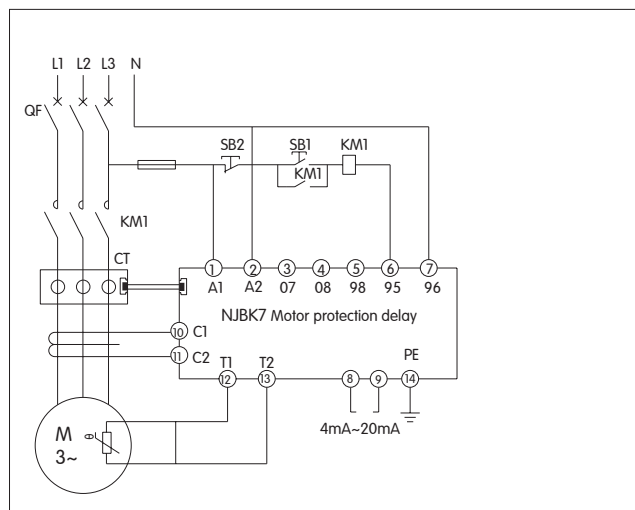 L1 L2 L3 N
QF
SB2 SB1 KM1
KM1
KM1
CT
1 2 3 4 5 6 7
A1 A2 07 08 98 95 96
NJBK7 Motor protection delay
10 C1
11 C2
T1 T2 PE
12 13 8 9 14
4mA~20mA
M
3~
θ